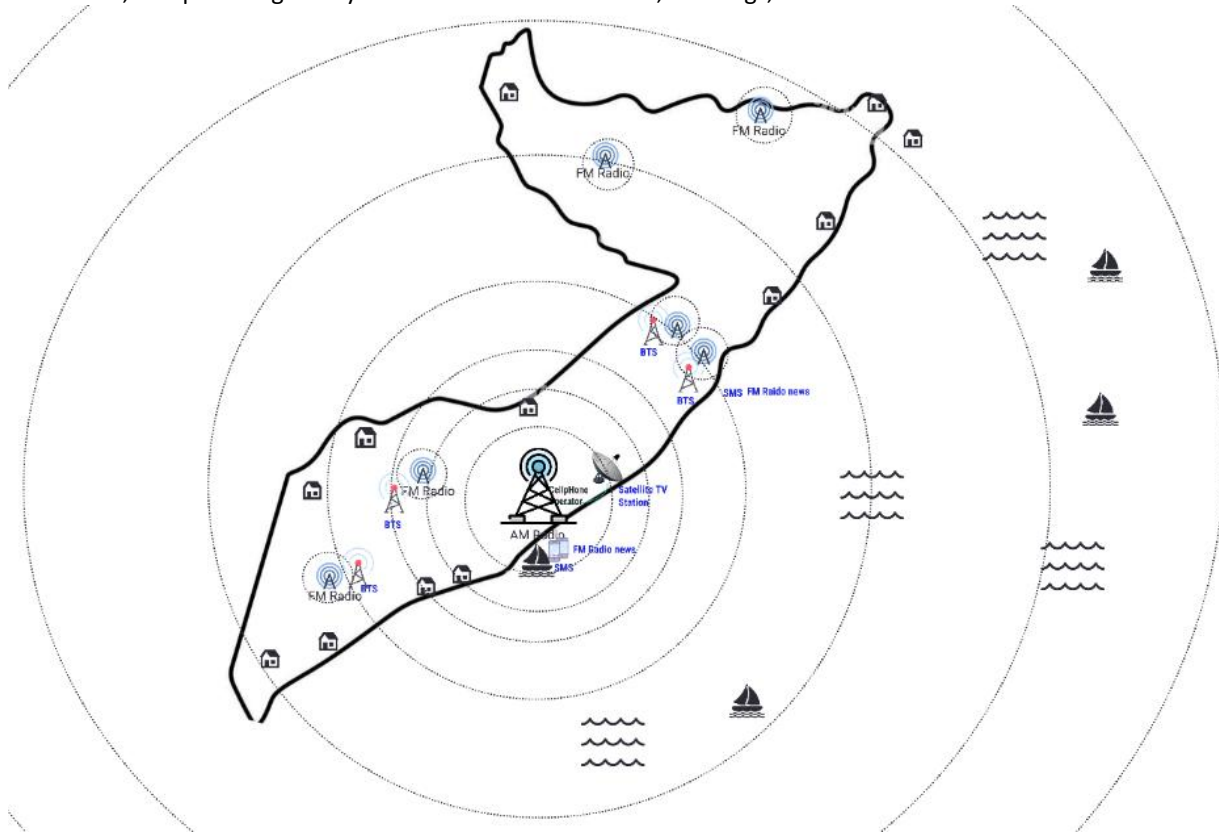 FM Radio
FM Radio
BTS
BTS
SMS FM Raido news
FM Radio
BTS
CellpHone
Operator
Satellite TV
Station
AM Radio
FM Radio news
SMS
FM Radio
BTS